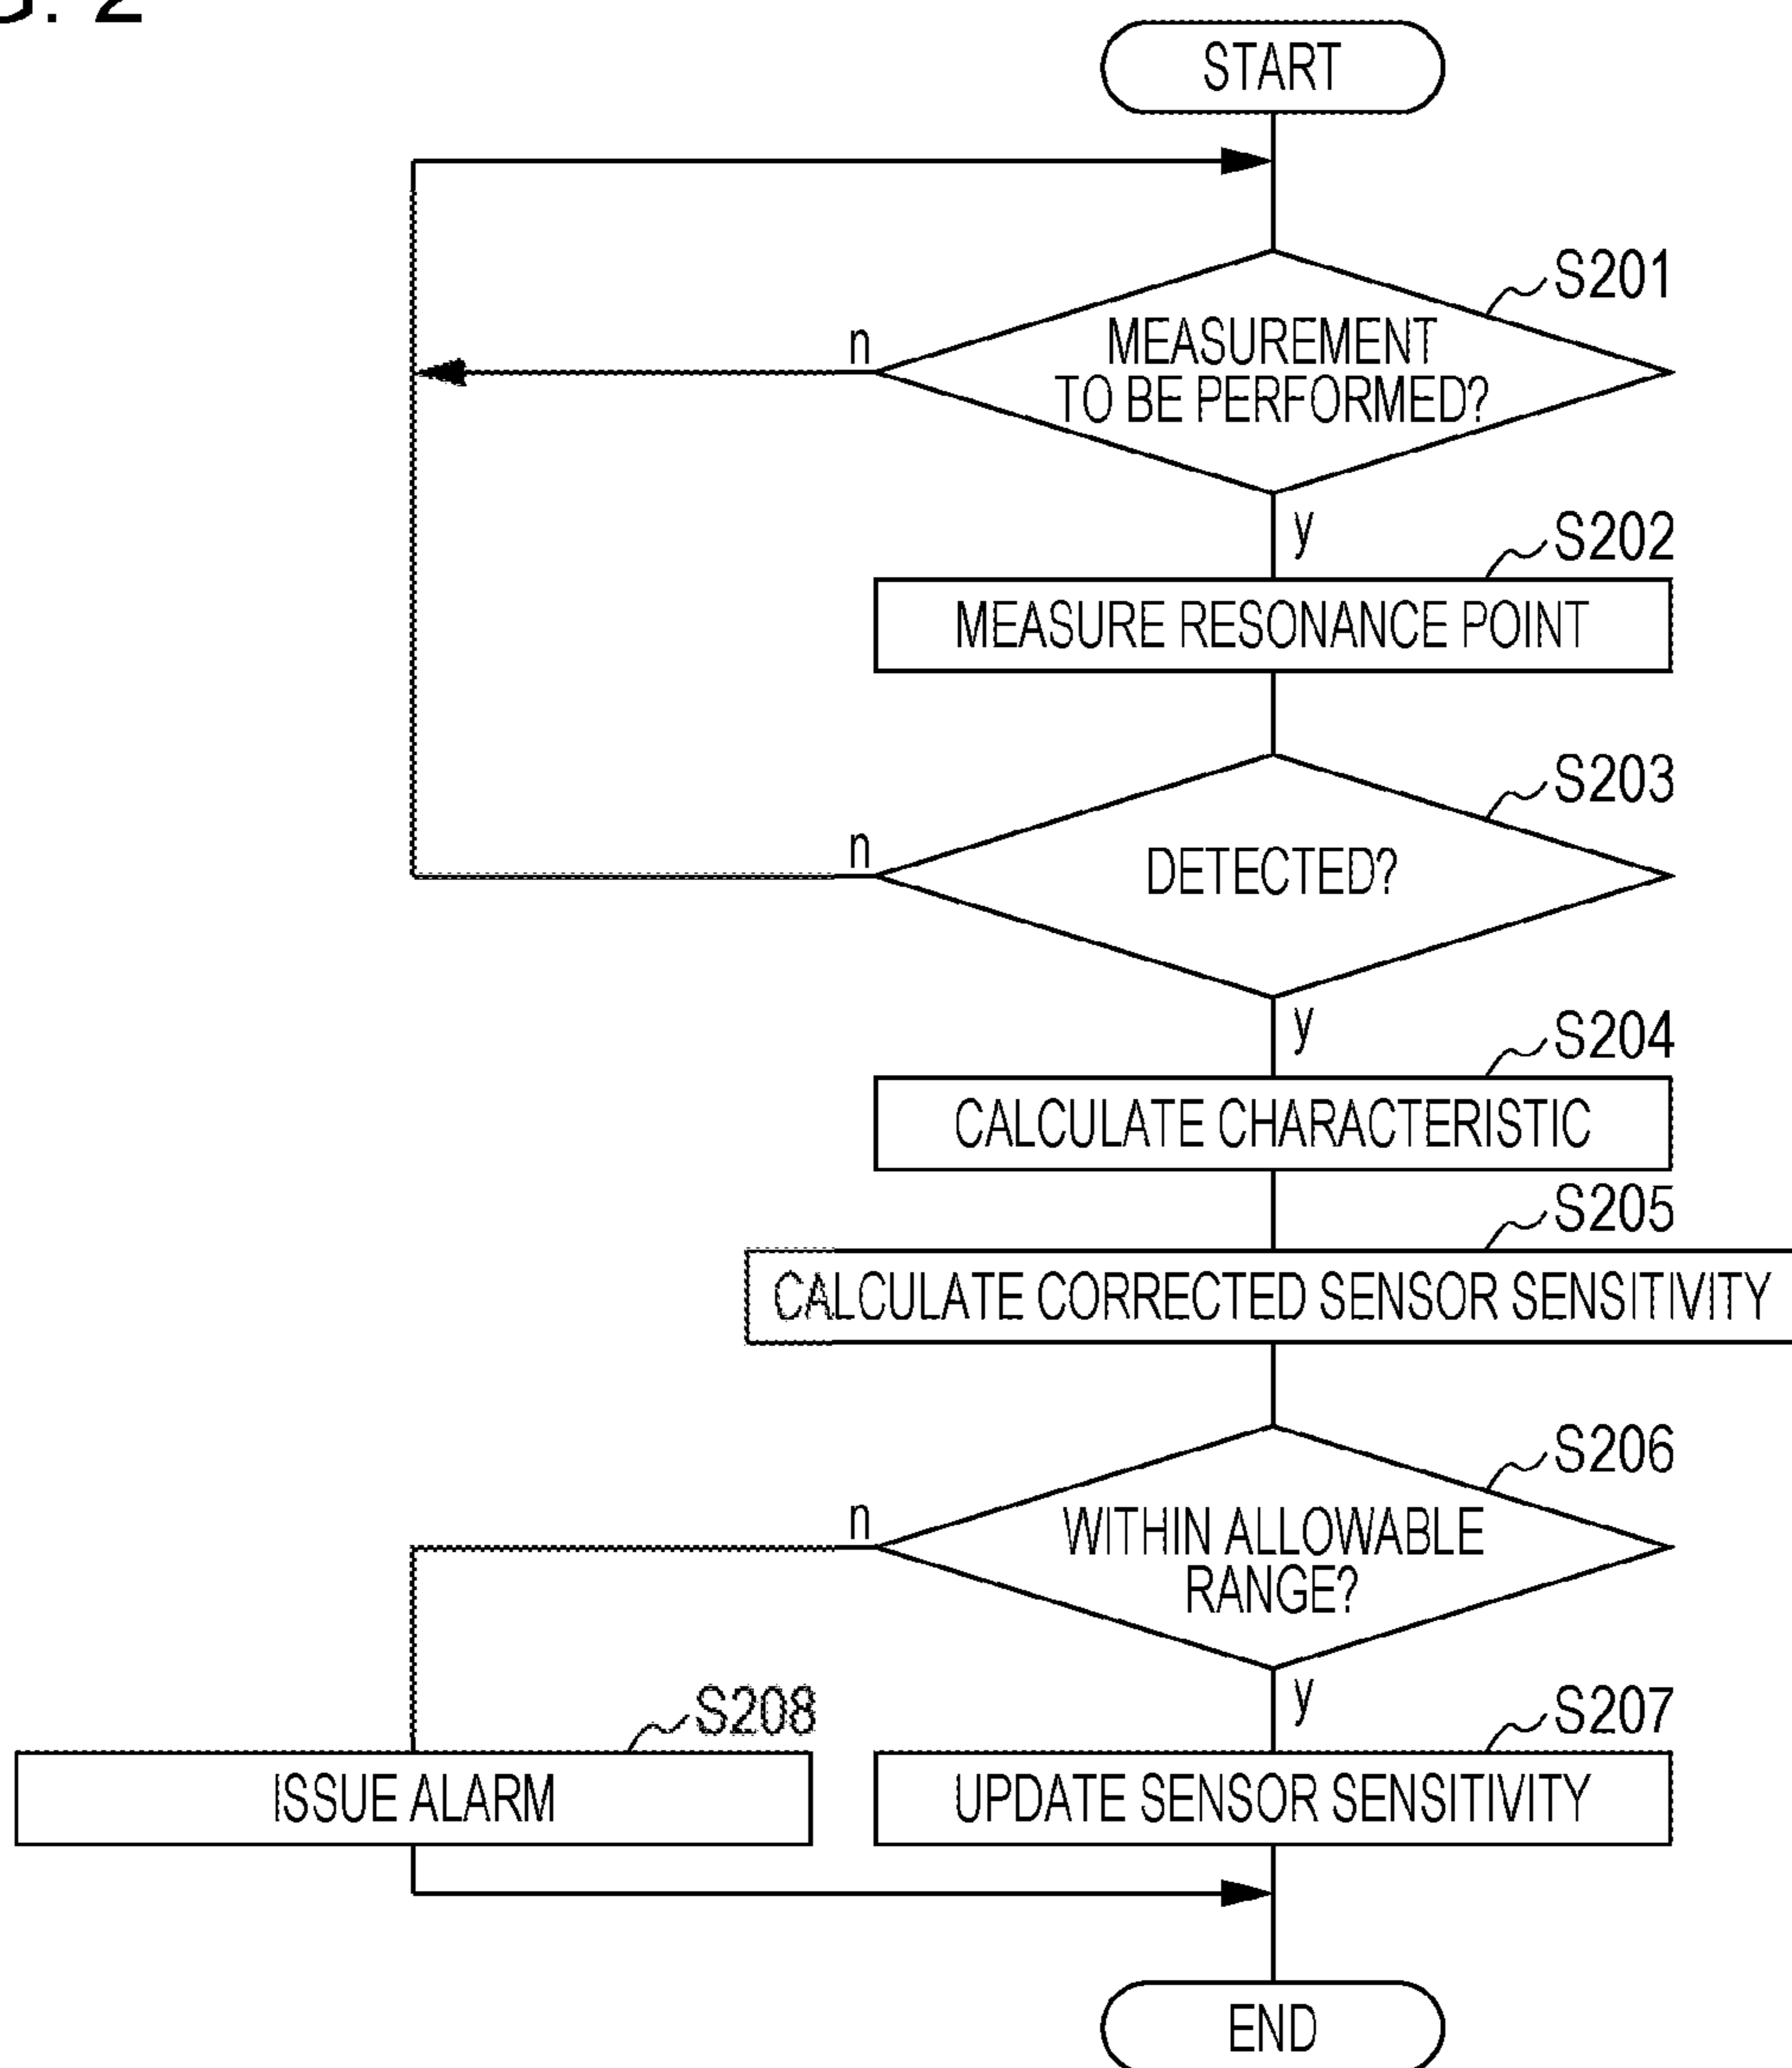 G. 2
START
S201
n
MEASUREMENT
TO BE PERFORMED?
y
S202
MEASURE RESONANCE POINT
S203
n
DETECTED?
y
S204
CALCULATE CHARACTERISTIC
S205
CALCULATE CORRECTED SENSOR SENSITIVITY
S206
n
WITHIN ALLOWABLE
RANGE?
y
S208
S207
ISSUE ALARM
UPDATE SENSOR SENSITIVITY
END